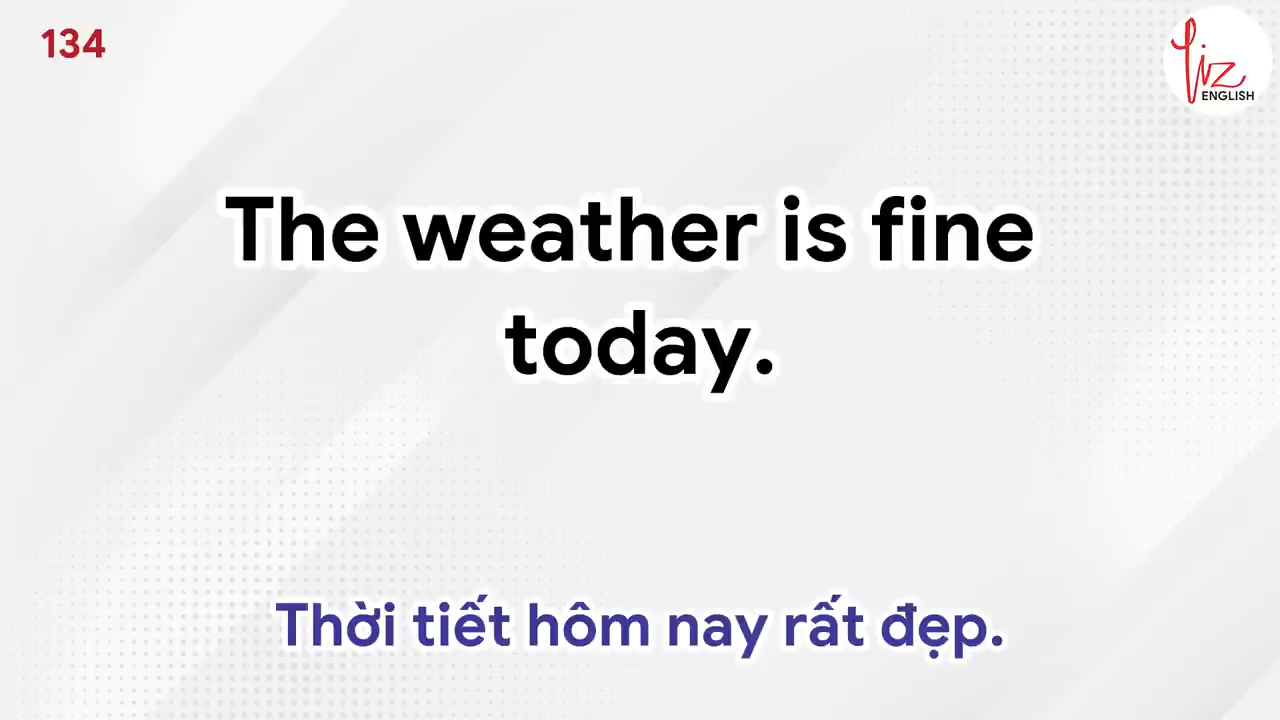 134
Liz
ENGLISH
The weather is fine
today.
Thời tiết hôm nay rất đẹp.